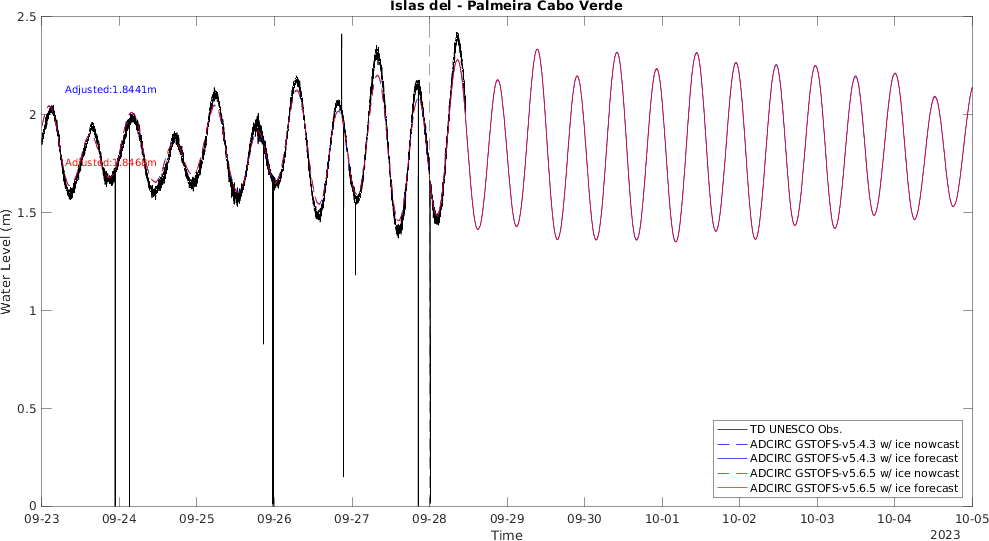 Islas del - Palmeira Cabo Verde
2.5
Adjusted:1.8441m
2
Adjusted:1.8468m
1.5
Water Level (m)
1
0.5
TD UNESCO Obs.
ADCIRC GSTOFS-v5.4.3 w/ ice nowcast
ADCIRC GSTOFS-v5.4.3 w/ ice forecast
ADCIRC GSTOFS-v5.6.5 w/ ice nowcast
ADCIRC GSTOFS-v5.6.5 w/ ice forecast
0
09-23 09-24 09-25 09-26 09-27 09-28 09-29 09-30 10-01 10-02 10-03 10-04 10-05
Time
2023